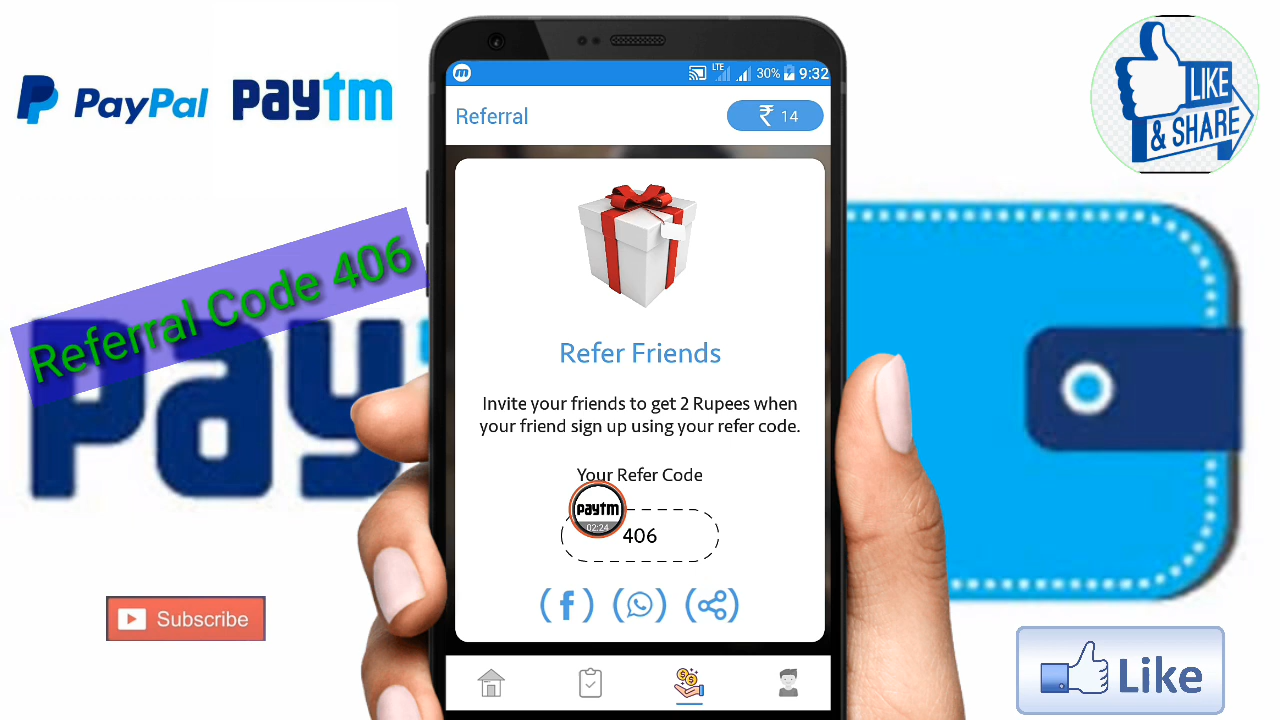 PayPal paytm
LIKE
& SHARE
Referral Code 406
Pay
m
LTE
30%
9:32
Referral
₹ 14
Refer Friends
Invite your friends to get 2 Rupees when
your friend sign up using your refer code.
Your Refer Code
paytm
02:24
406
f
Subscribe
Like